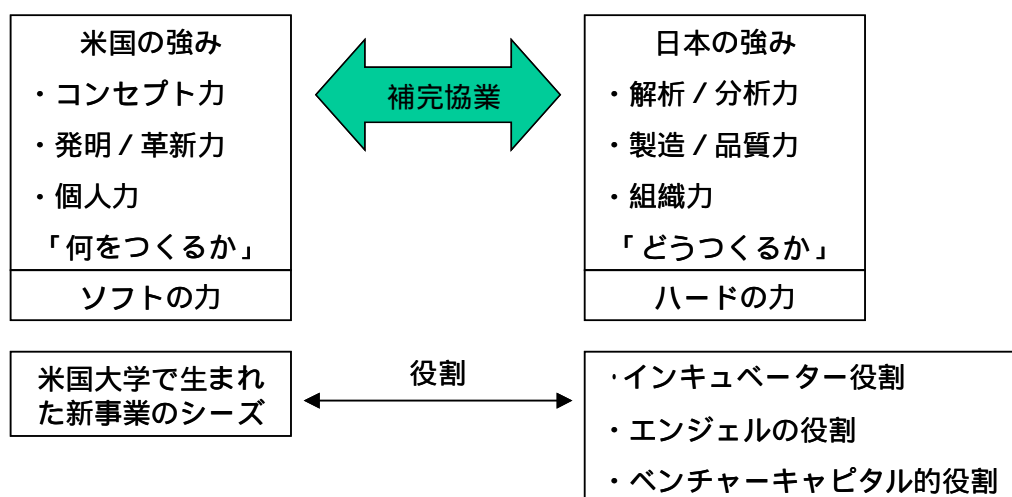 米国の強み
・コンセプト力
・発明／革新力
・個人力
「何をつくるか」
ソフトの力
補完協業
日本の強み
・解析／分析力
・製造／品質力
・組織力
「どうつくるか」
ハードの力
米国大学で生まれ
た新事業のシーズ
役割
・インキュベーター役割
・エンジェルの役割
・ベンチャーキャピタル的役割